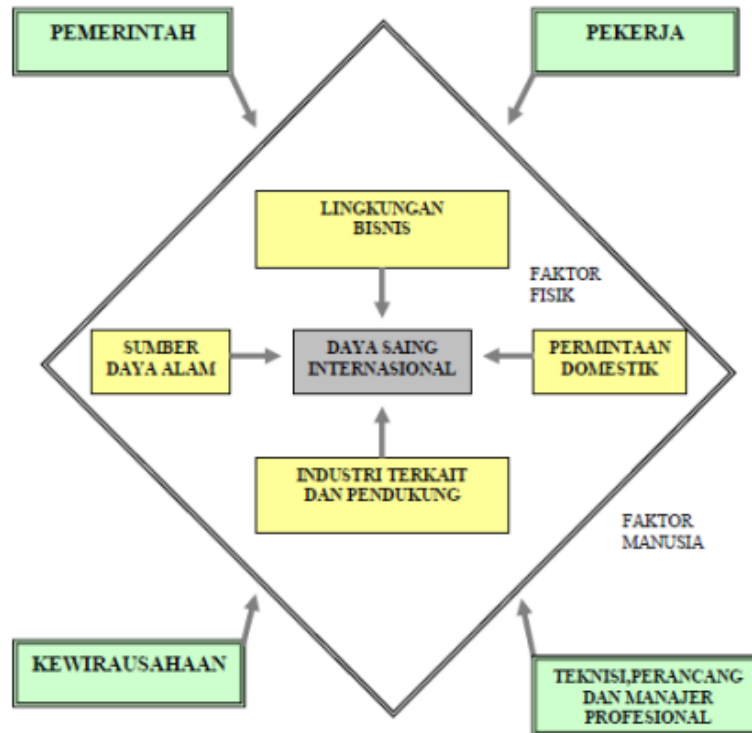 PEMERINTAH
PEKERJA
LINGKUNGAN
BISNIS
FAKTOR
FISIK
SUMBER
DAYA ALAM
DAYA SAING
INTERNASIONAL
PERMINTAAN
DOMESTIK
INDUSTRI TERKAIT
DAN PENDUKUNG
FAKTOR
MANUSIA
KEWIRAUSAHAAN
TEKNISI,PERANCANG
DAN MANAJER
PROFESIONAL